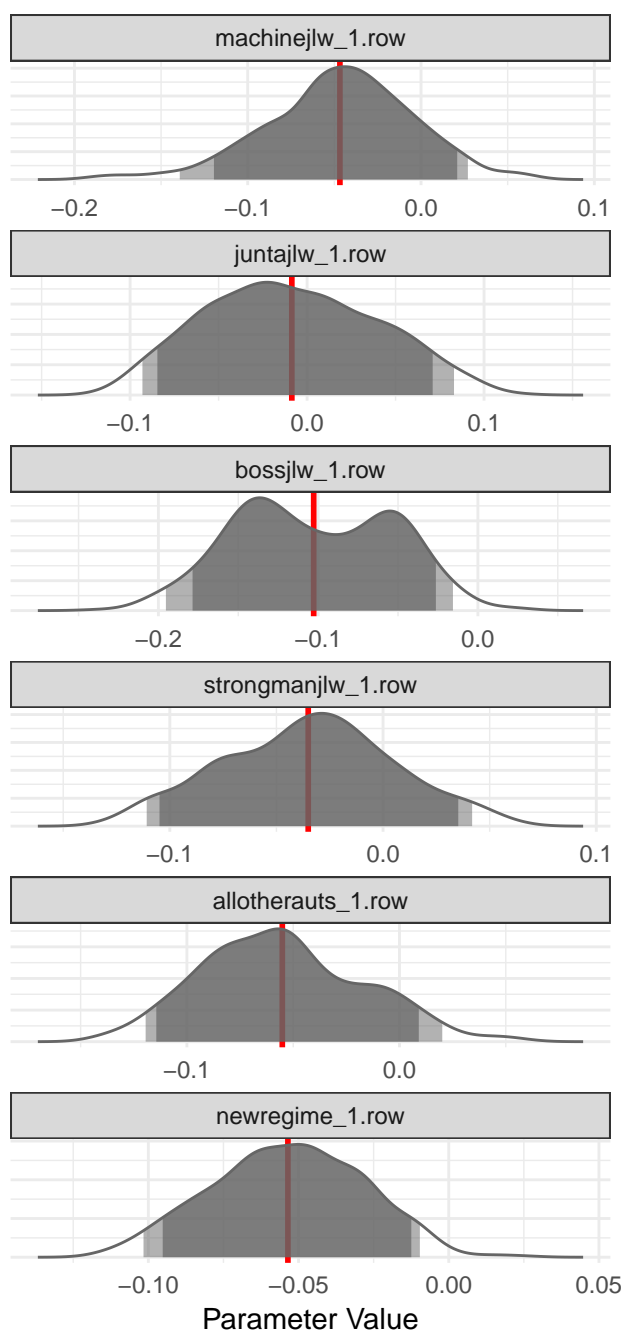 machinejlw_1.row
−0.2 −0.1 0.0 0.1
juntajlw_1.row
−0.1 0.0 0.1
bossjlw_1.row
−0.2 −0.1 0.0
strongmanjlw_1.row
−0.1 0.0 0.1
allotherauts_1.row
−0.1 0.0
newregime_1.row
−0.10 −0.05 0.00 0.05
Parameter Value